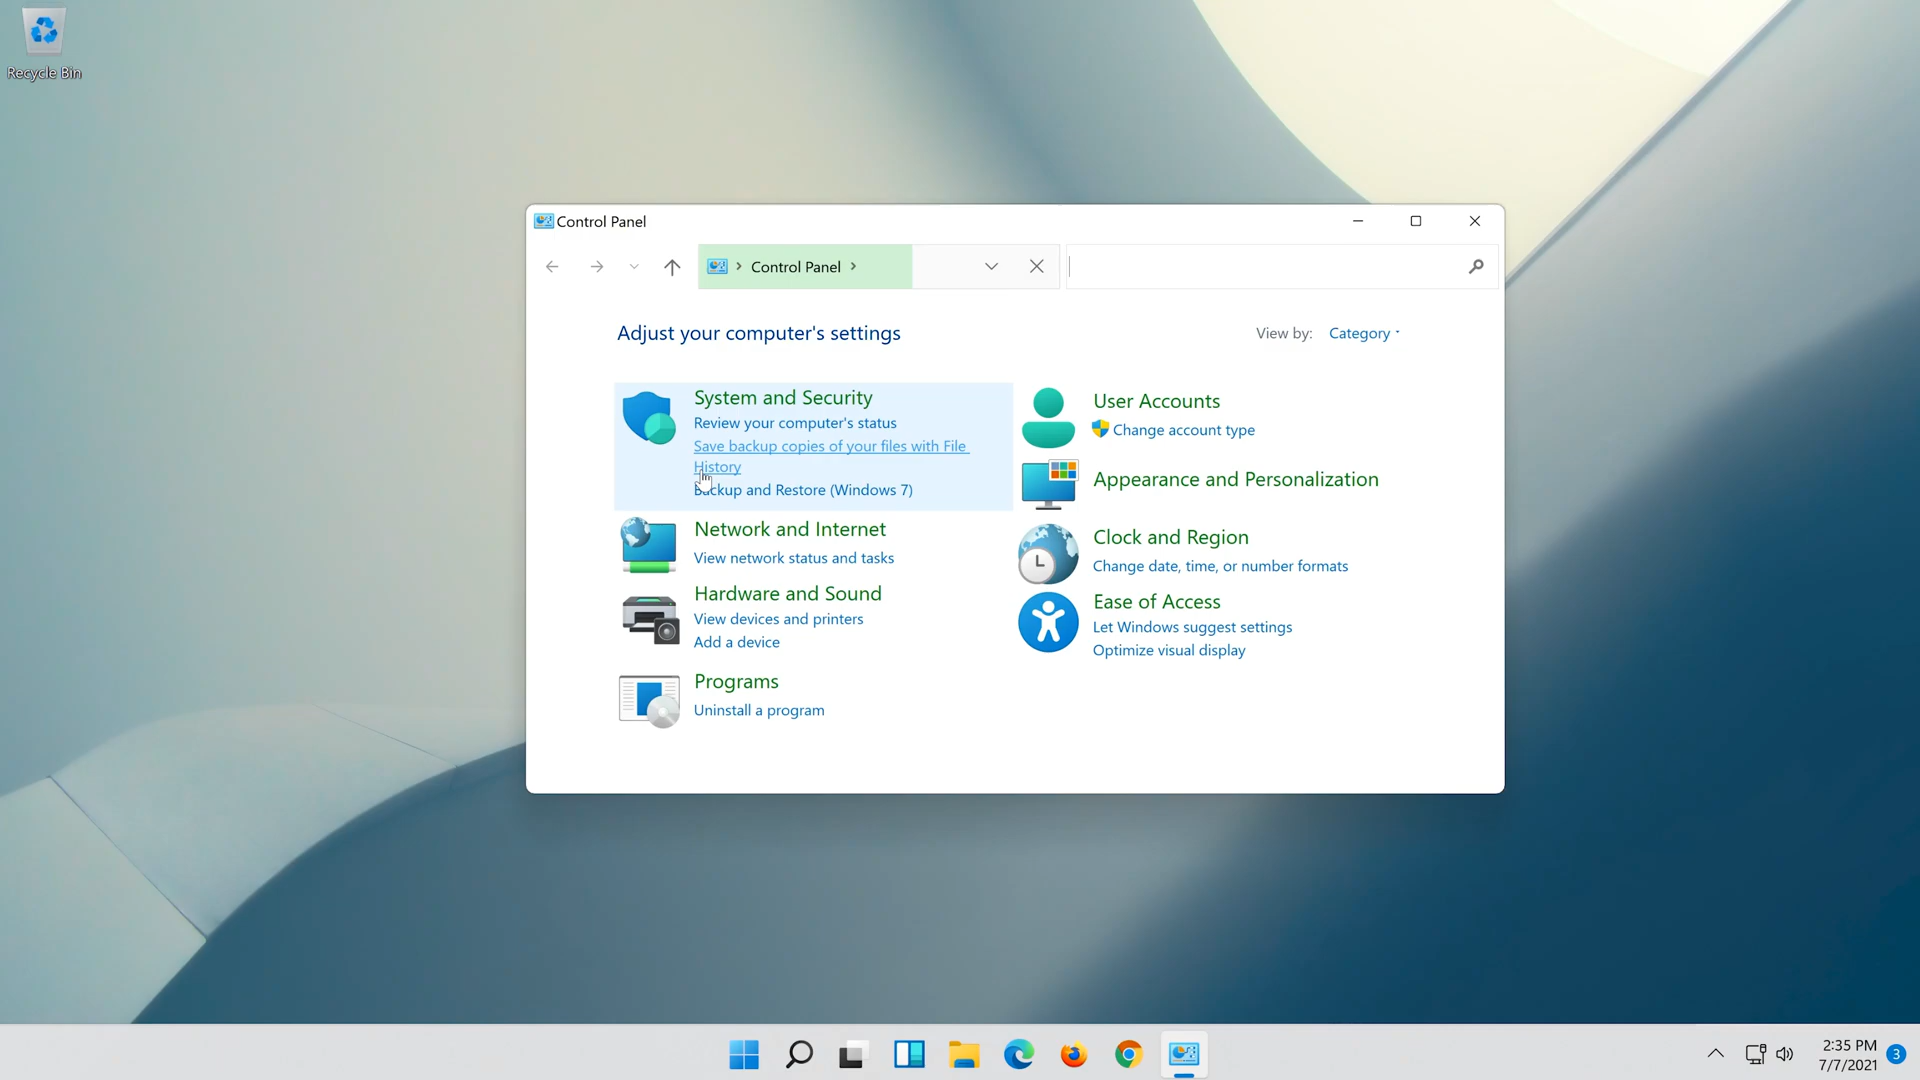 Recycle Bin
Control Panel
Control Panel
Adjust your computer's settings
View by: Category
System and Security
Review your computer's status
Save backup copies of your files with File
History
Backup and Restore (Windows 7)
Network and Internet
View network status and tasks
Hardware and Sound
View devices and printers
Add a device
Programs
Uninstall a program
User Accounts
Change account type
Appearance and Personalization
Clock and Region
Change date, time, or number formats
Ease of Access
Let Windows suggest settings
Optimize visual display
2:35 PM
7/7/2021
3